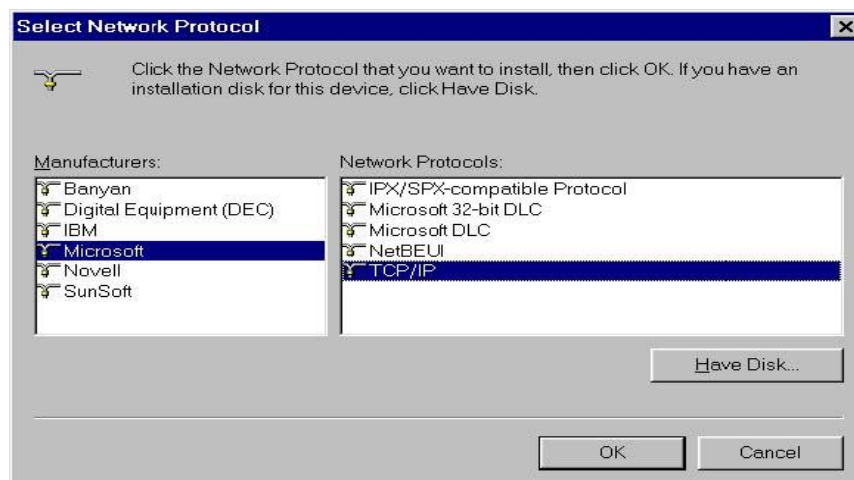 Select Network Protocol
Click the Network Protocol that you want to install, then click OK. If you have an
installation disk for this device, click Have Disk.
Manufacturers:
Banyan
Digital Equipment (DEC)
IBM
Microsoft
Novell
SunSoft
Network Protocols:
IPX/SPX-compatible Protocol
Microsoft 32-bit DLC
Microsoft DLC
NetBEUI
TCP/IP
Have Disk...
OK
Cancel